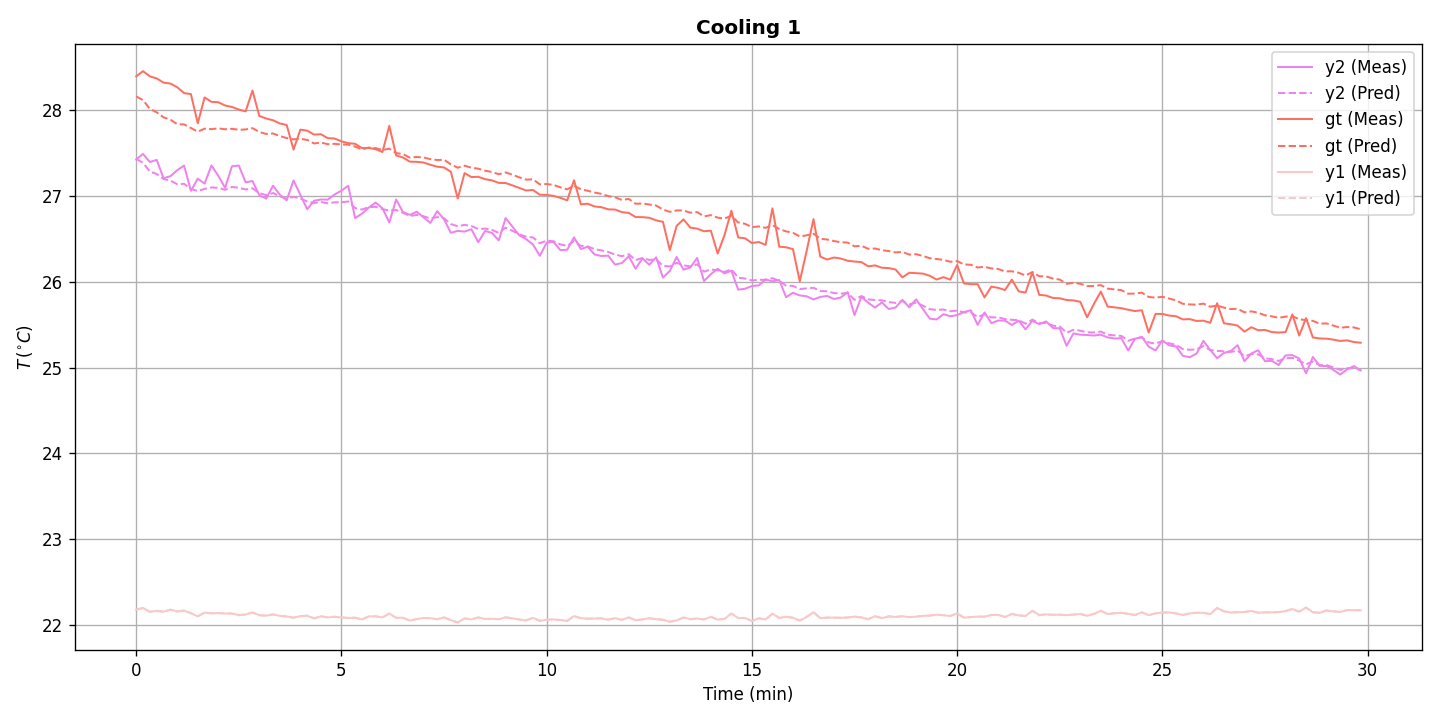 Cooling 1
y2 (Meas)
y2 (Pred)
gt (Meas)
gt (Pred)
y1 (Meas)
y1 (Pred)
28
27
26
25
24
23
22
T(°C)
0 5 10 15 20 25 30
Time (min)